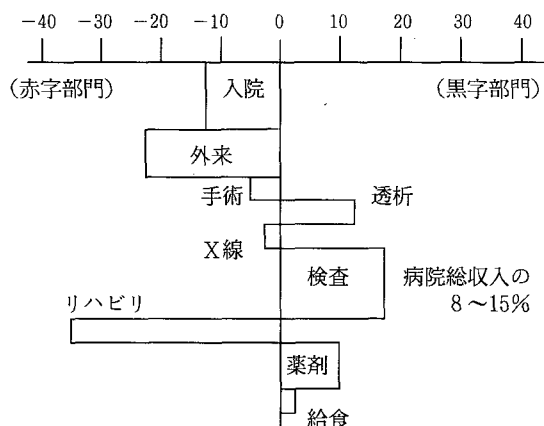 -40 -30 -20 -10 0 10 20 30 40
(赤字部門) 入院 (黒字部門)
外来
手術 透析
X線
検査 病院総収入の
8~15%
リハビリ
薬剤
給食